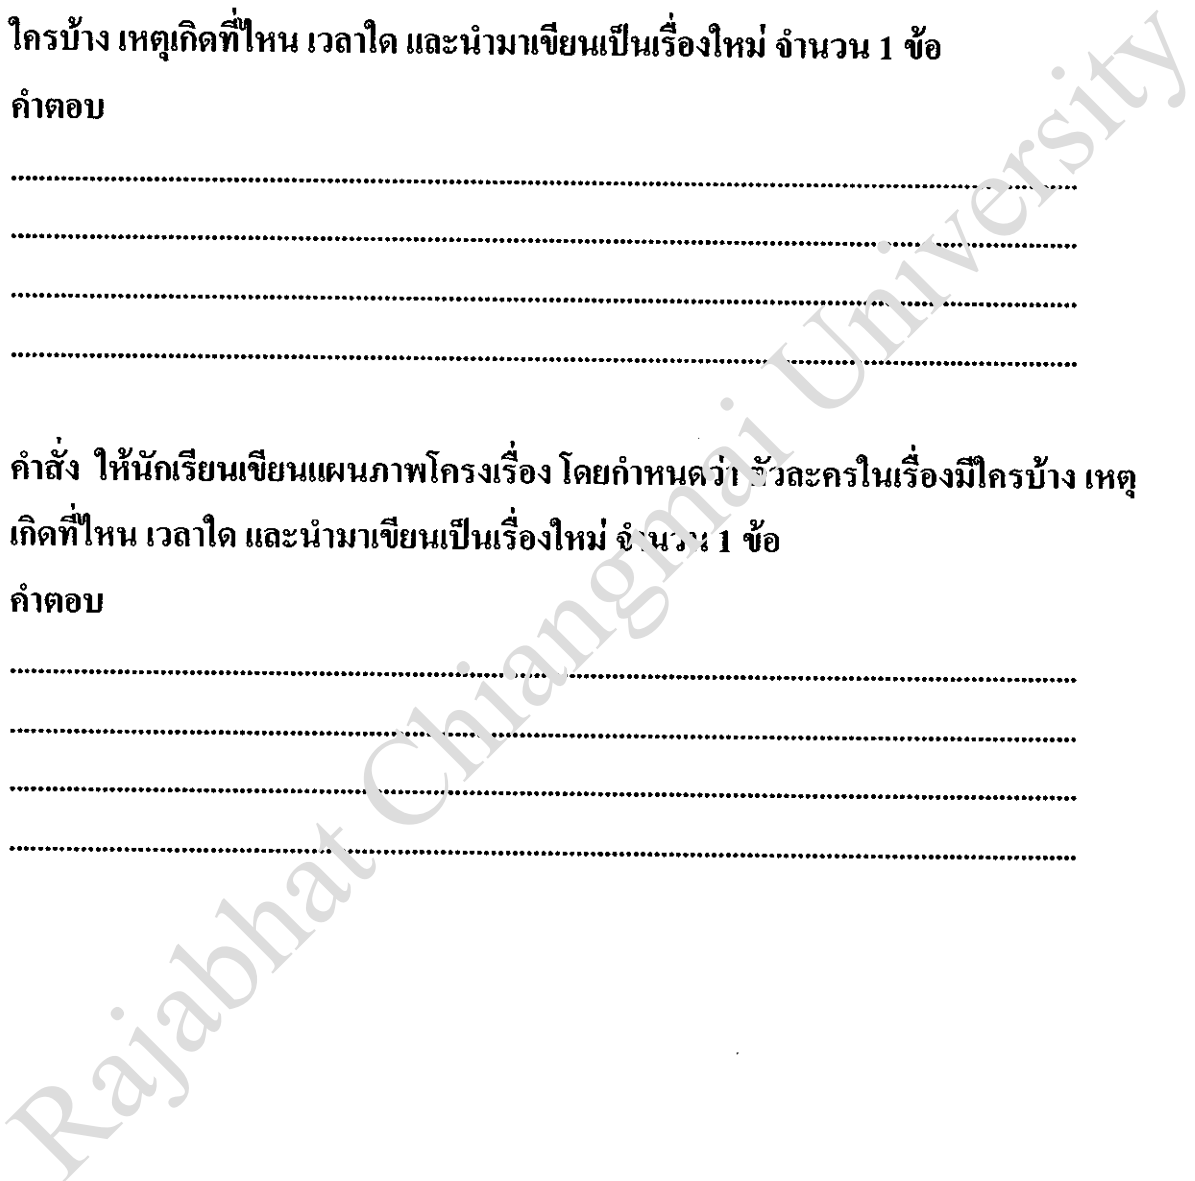 ใครบ้าง เหตุเกิดที่ไหน เวลาใด และนำมาเขียนเป็นเรื่องใหม่ จำนวน 1 ข้อ
คำตอบ
คำสั่ง ให้นักเรียนเขียนแผนภาพโครงเรื่อง โดยกำหนดว่า ตัวละครในเรื่องมีใครบ้าง เหตุ
เกิดที่ไหน เวลาใด และนำมาเขียนเป็นเรื่องใหม่ จำนวน 1 ข้อ
คำตอบ
Rajabhat Chiangmai University